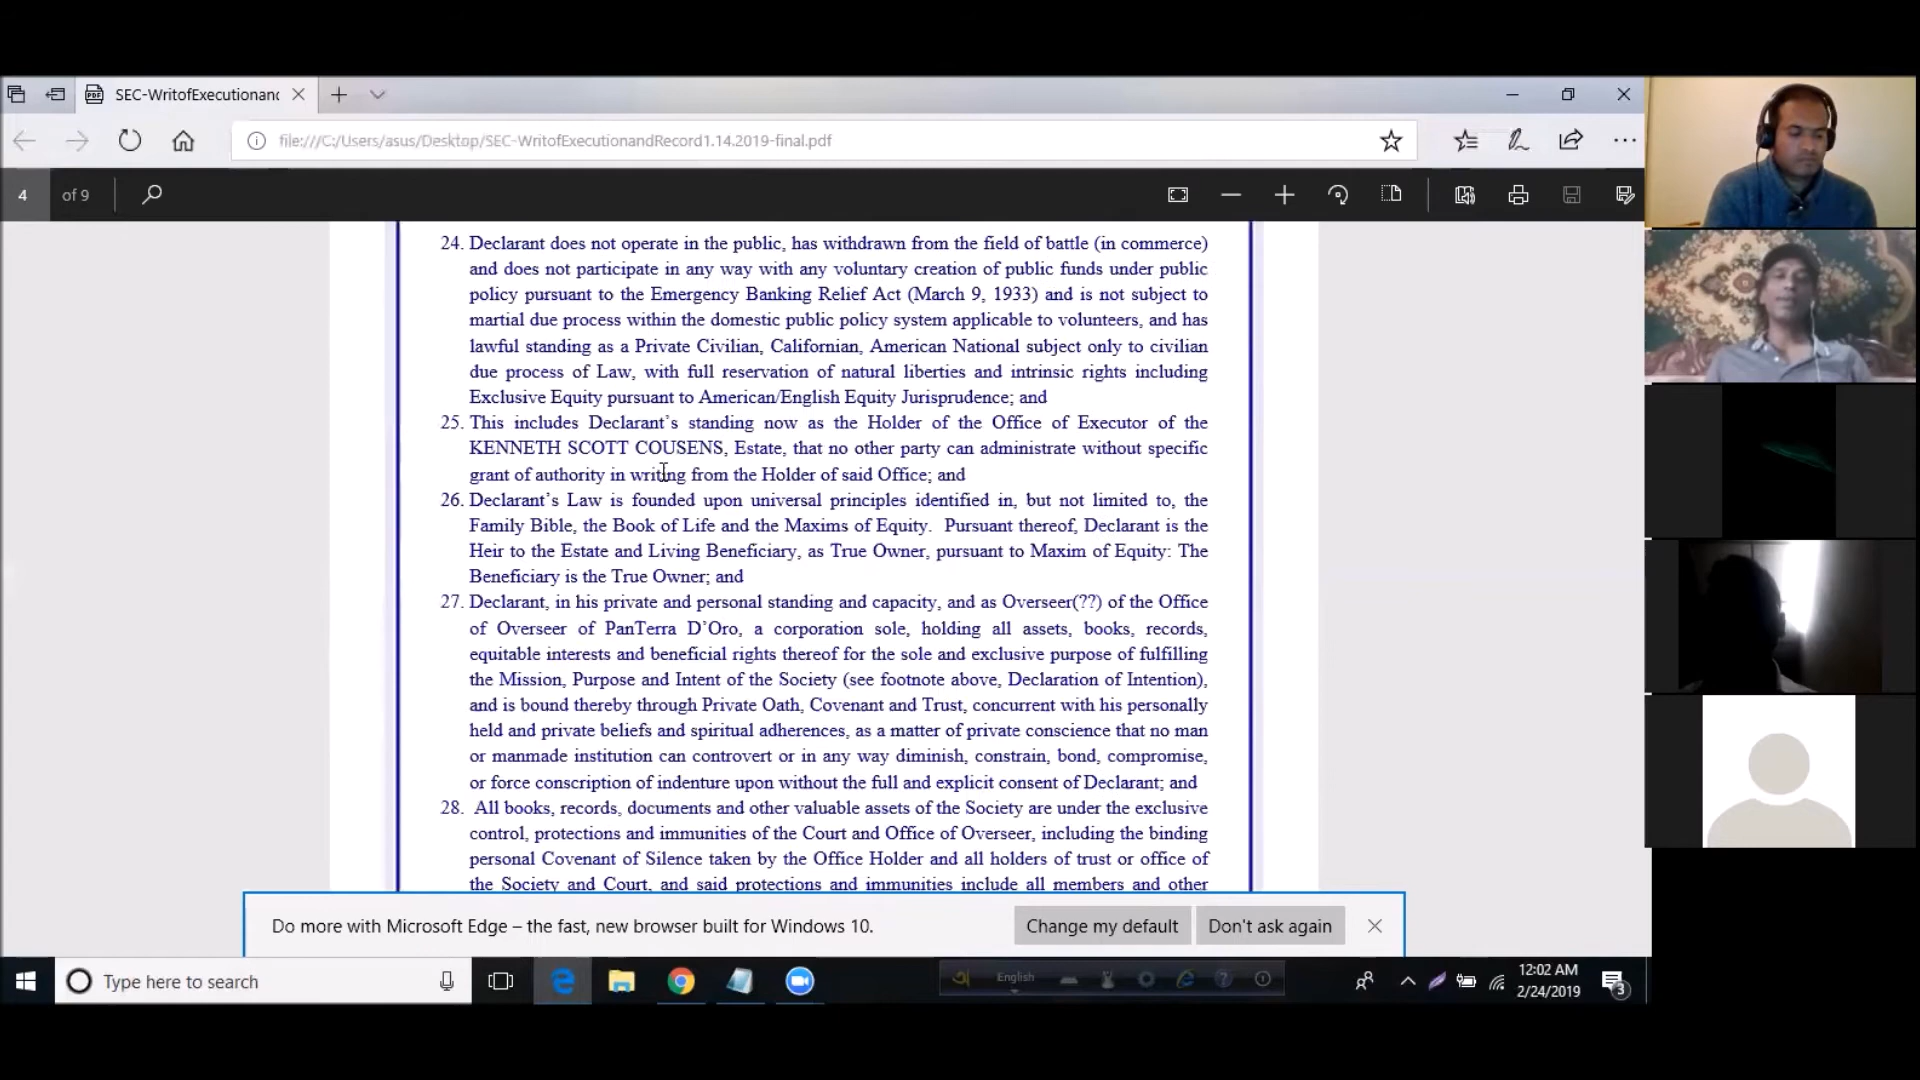 SEC-WritofExecutionand
file:///C:/Users/asus/Desktop/SEC-WritofExecutionandRecord1.14.2019-final.pdf
4 of 9
24. Declarant does not operate in the public, has withdrawn from the field of battle (in commerce)
and does not participate in any way with any voluntary creation of public funds under public
policy pursuant to the Emergency Banking Relief Act (March 9, 1933) and is not subject to
martial due process within the domestic public policy system applicable to volunteers, and has
lawful standing as a Private Civilian, Californian, American National subject only to civilian
due process of Law, with full reservation of natural liberties and intrinsic rights including
Exclusive Equity pursuant to American/English Equity Jurisprudence; and
25. This includes Declarant’s standing now as the Holder of the Office of Executor of the
KENNETH SCOTT COUSENS, Estate, that no other party can administrate without specific
grant of authority in writing from the Holder of said Office; and
26. Declarant’s Law is founded upon universal principles identified in, but not limited to, the
Family Bible, the Book of Life and the Maxims of Equity. Pursuant thereof, Declarant is the
Heir to the Estate and Living Beneficiary, as True Owner, pursuant to Maxim of Equity: The
Beneficiary is the True Owner; and
27. Declarant, in his private and personal standing and capacity, and as Overseer(??) of the Office
of Overseer of PanTerra D’Oro, a corporation sole, holding all assets, books, records,
equitable interests and beneficial rights thereof for the sole and exclusive purpose of fulfilling
the Mission, Purpose and Intent of the Society (see footnote above, Declaration of Intention),
and is bound thereby through Private Oath, Covenant and Trust, concurrent with his personally
held and private beliefs and spiritual adherences, as a matter of private conscience that no man
or manmade institution can controvert or in any way diminish, constrain, bond, compromise,
or force conscription of indenture upon without the full and explicit consent of Declarant; and
28. All books, records, documents and other valuable assets of the Society are under the exclusive
control, protections and immunities of the Court and Office of Overseer, including the binding
personal Covenant of Silence taken by the Office Holder and all holders of trust or office of
the Society and Court, and said protections and immunities include all members and other
Do more with Microsoft Edge – the fast, new browser built for Windows 10.
Change my default
Don't ask again
Type here to search
English
12:02 AM
2/24/2019
3